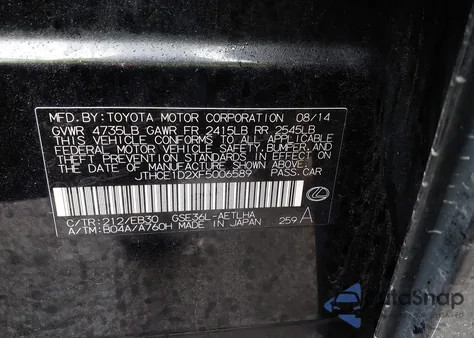 MFD. BY: TOYOTA MOTOR CORPORATION 08/14
GVWR 4735LB GAWR FR 2415LB RR 2545LB
THIS VEHICLE CONFORMS TO ALL APPLICABLE
FEDERAL MOTOR VEHICLE SAFETY, BUMPER, AND
THEFT PREVENTION STANDARDS IN EFFECT ON
THE DATE OF MANUFACTURE SHOWN ABOVE.
JTHCE1D2XF5006589 PASS.CAR
C/TR: 212/EB30 GSE36L-AETLHA 259 A
A/TM: B04A/A760H MADE IN JAPAN
AutoSnap